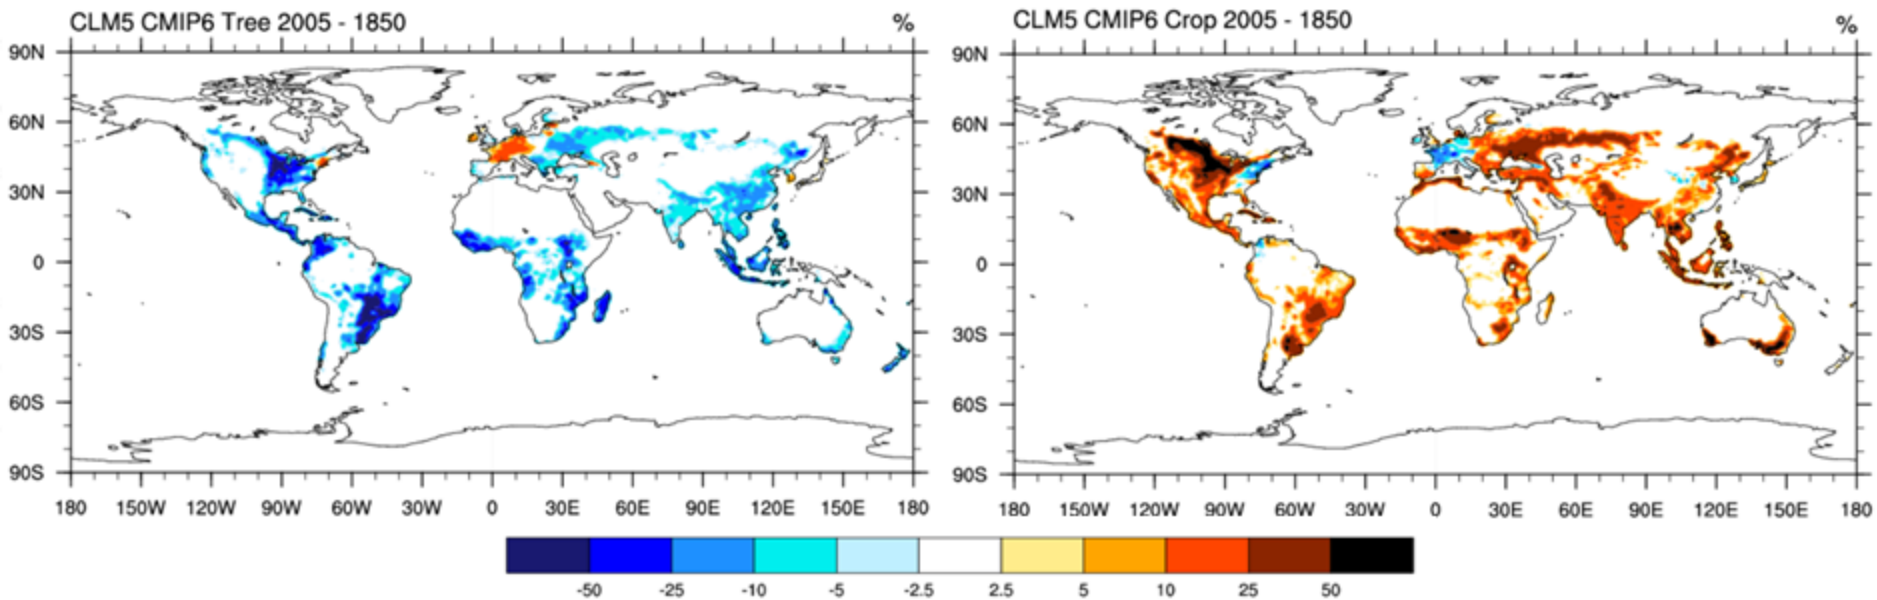 CLM5 CMIP6 Tree 2005 - 1850 %
90N
60N
30N
0
30S
60S
90S
180 150W 120W 90W 60W 30W 0 30E 60E 90E 120E 150E 180
CLM5 CMIP6 Crop 2005 - 1850 %
90N
60N
30N
0
30S
60S
90S
180 150W 120W 90W 60W 30W 0 30E 60E 90E 120E 150E 180
-50 -25 -10 -5 -2.5 2.5 5 10 25 50